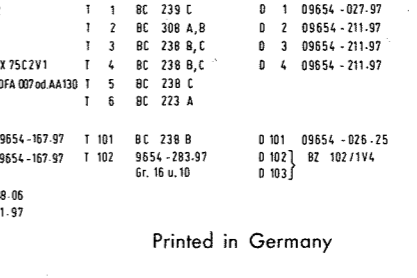 T 1 BC 239 C D 1 09654 - 027.97
T 2 BC 308 A,B D 2 09654 - 211.97
T 3 BC 238 B,C D 3 09654 - 211.97
X 75C2V1 T 4 BC 238 B,C D 4 09654 - 211.97
OFA 007 od.AA130 T 5 BC 238 C
T 6 BC 223 A
9654 - 167.97 T 101 BC 238 B D 101 09654 - 026.25
9654 - 167.97 T 102 9654 - 283.97 D 102} BZ 102/1V4
Gr. 16 u.10 D 103}
8.06
1.97
Printed in Germany